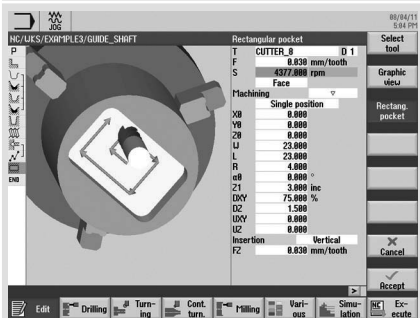 JOG
08/04/11
5:04 PM
NC/WKS/EXAMPLE3/GUIDE_SHAFT
Rectangular pocket
Select tool
P
END
T CUTTER_8 D 1
F 0.030 mm/tooth
S 4377.000 rpm
Face
Machining ▽
Single position
X0 0.000
Y0 0.000
Z0 0.000
W 23.000
L 23.000
R 4.000
α0 0.000 °
Z1 3.000 inc
DXY 75.000 %
DZ 1.500
UXY 0.000
UZ 0.000
Insertion Vertical
FZ 0.030 mm/tooth
Graphic view
Rectang. pocket
Cancel
Accept
>
Edit
Drilling
Turn-ing
Cont. turn.
Milling
Vari-ous
Simu-lation
NC Ex-ecute